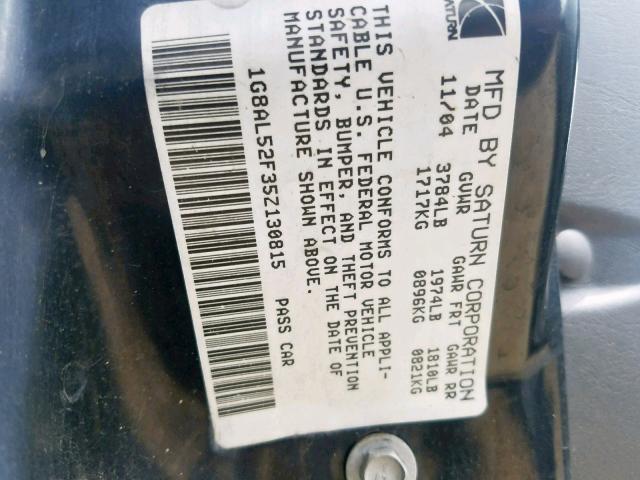 SATURN
MFD BY SATURN CORPORATION
DATE GVWR GAWR FRT GAWR RR
11/04 3784LB 1974LB 1810LB
1717KG 0896KG 0821KG
THIS VEHICLE CONFORMS TO ALL APPLI-
CABLE U.S. FEDERAL MOTOR VEHICLE
SAFETY, BUMPER, AND THEFT PREVENTION
STANDARDS IN EFFECT ON THE DATE OF
MANUFACTURE SHOWN ABOVE.
1G8AL52F35Z130815 PASS CAR